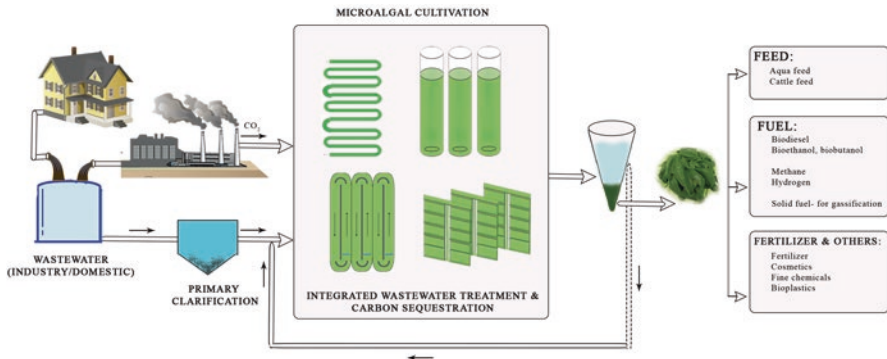 MICROALGAL CULTIVATION
CO2
WASTEWATER
(INDUSTRY/DOMESTIC)
PRIMARY
CLARIFICATION
INTEGRATED WASTEWATER TREATMENT &
CARBON SEQUESTRATION
FEED:
Aqua feed
Cattle feed
FUEL:
Biodiesel
Bioethanol, biobutanol
Methane
Hydrogen
Solid fuel- for gassification
FERTILIZER & OTHERS:
Fertilizer
Cosmetics
Fine chemicals
Bioplastics